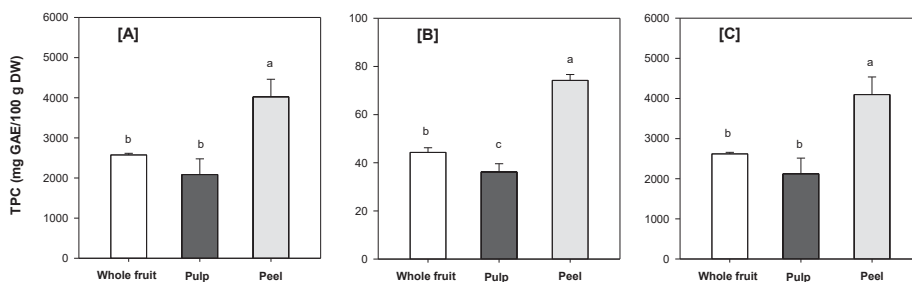 TPC (mg GAE/100 g DW)
[A]
6000
5000
4000
3000
2000
1000
0
b
b
a
Whole fruit
Pulp
Peel
[B]
100
80
60
40
20
0
b
c
a
Whole fruit
Pulp
Peel
[C]
6000
5000
4000
3000
2000
1000
0
b
b
a
Whole fruit
Pulp
Peel